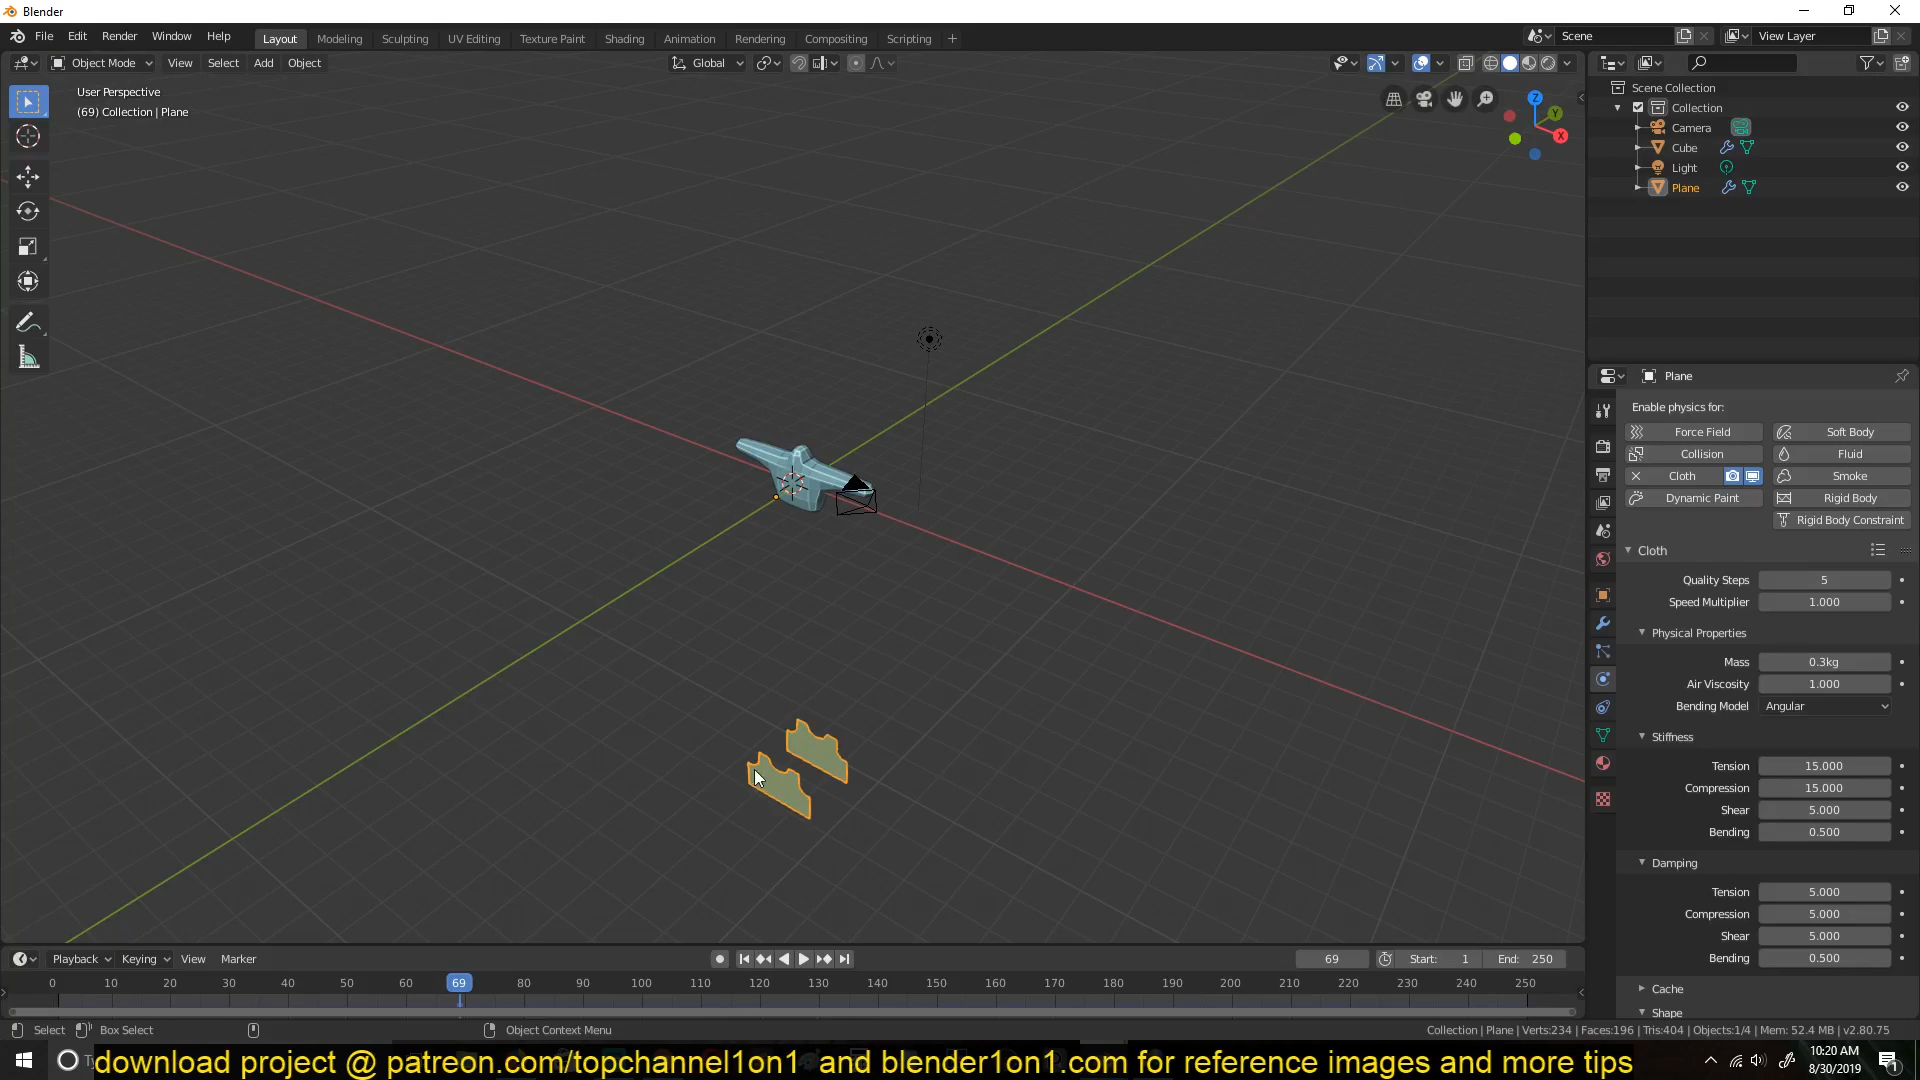 Blender
File Edit Render Window Help
Layout Modeling Sculpting UV Editing Texture Paint Shading Animation Rendering Compositing Scripting
Scene
View Layer
Object Mode View Select Add Object
Global
User Perspective
(69) Collection | Plane
Z
Y
X
Scene Collection
Collection
Camera
Cube
Light
Plane
Plane
Enable physics for:
Force Field
Soft Body
Collision
Fluid
Cloth
Smoke
Dynamic Paint
Rigid Body
Rigid Body Constraint
Cloth
Quality Steps 5
Speed Multiplier 1.000
Physical Properties
Mass 0.3kg
Air Viscosity 1.000
Bending Model Angular
Stiffness
Tension 15.000
Compression 15.000
Shear 5.000
Bending 0.500
Damping
Tension 5.000
Compression 5.000
Shear 5.000
Bending 0.500
Cache
Shape
Playback Keying View Marker
69
Start: 1
End: 250
0 10 20 30 40 50 60 69 80 90 100 110 120 130 140 150 160 170 180 190 200 210 220 230 240 250
Select Box Select Object Context Menu
Collection | Plane | Verts:234 | Faces:196 | Tris:404 | Objects:1/4 | Mem: 52.4 MB | v2.80.75
download project @ patreon.com/topchannel1on1 and blender1on1.com for reference images and more tips
10:20 AM
8/30/2019
1